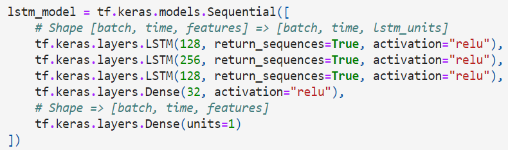 lstm_model = tf.keras.models.Sequential([
    # Shape [batch, time, features] => [batch, time, lstm_units]
    tf.keras.layers.LSTM(128, return_sequences=True, activation="relu"),
    tf.keras.layers.LSTM(256, return_sequences=True, activation="relu"),
    tf.keras.layers.LSTM(128, return_sequences=True, activation="relu"),
    tf.keras.layers.Dense(32, activation="relu"),
    # Shape => [batch, time, features]
    tf.keras.layers.Dense(units=1)
])